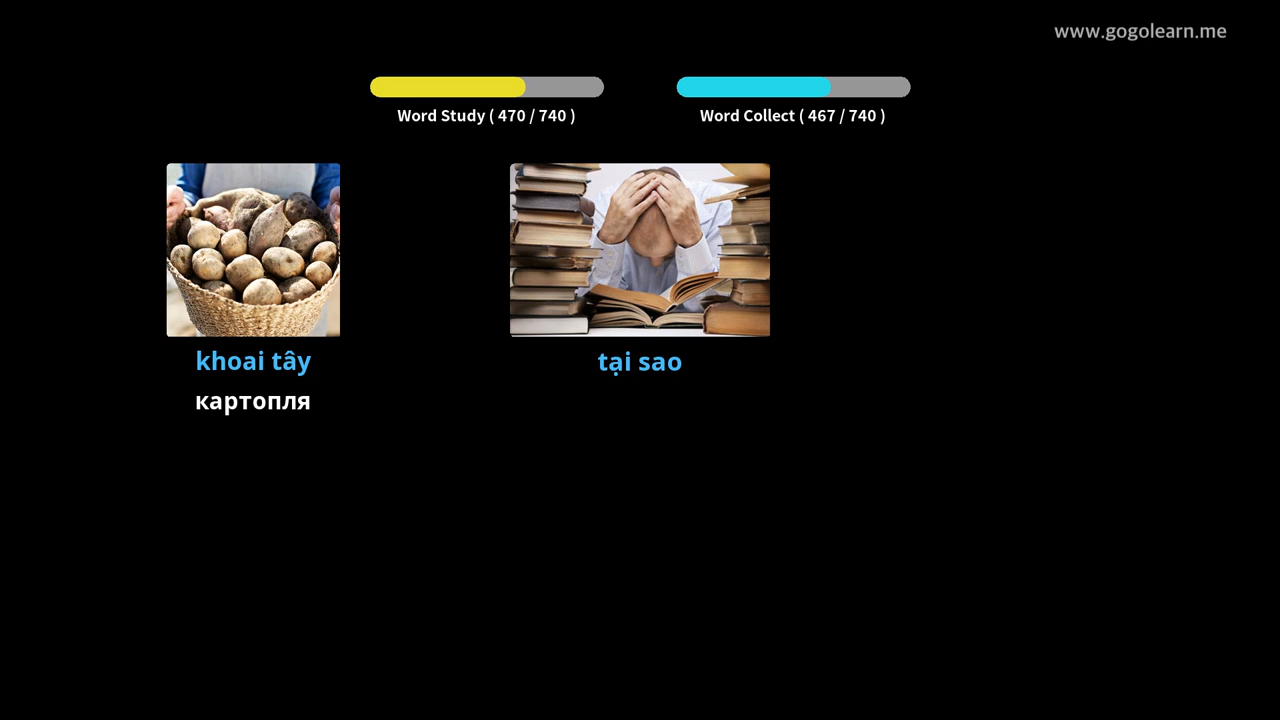 www.gogolearn.me
Word Study ( 470 / 740 )
Word Collect ( 467 / 740 )
khoai tây
картопля
tại sao